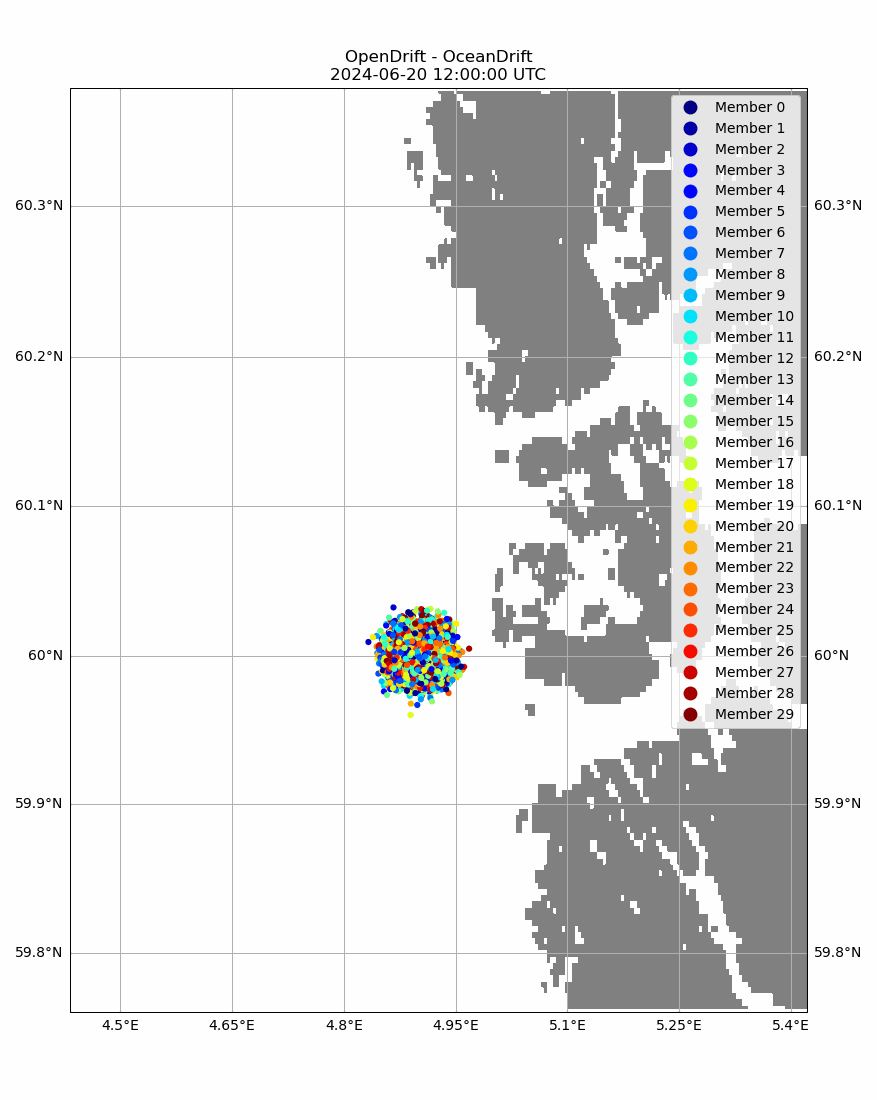 OpenDrift - OceanDrift
2024-06-20 12:00:00 UTC
Member 0
Member 1
Member 2
Member 3
Member 4
Member 5
Member 6
Member 7
Member 8
Member 9
Member 10
Member 11
Member 12
Member 13
Member 14
Member 15
Member 16
Member 17
Member 18
Member 19
Member 20
Member 21
Member 22
Member 23
Member 24
Member 25
Member 26
Member 27
Member 28
Member 29
60.3°N 60.3°N
60.2°N 60.2°N
60.1°N 60.1°N
60°N 60°N
59.9°N 59.9°N
59.8°N 59.8°N
4.5°E 4.65°E 4.8°E 4.95°E 5.1°E 5.25°E 5.4°E